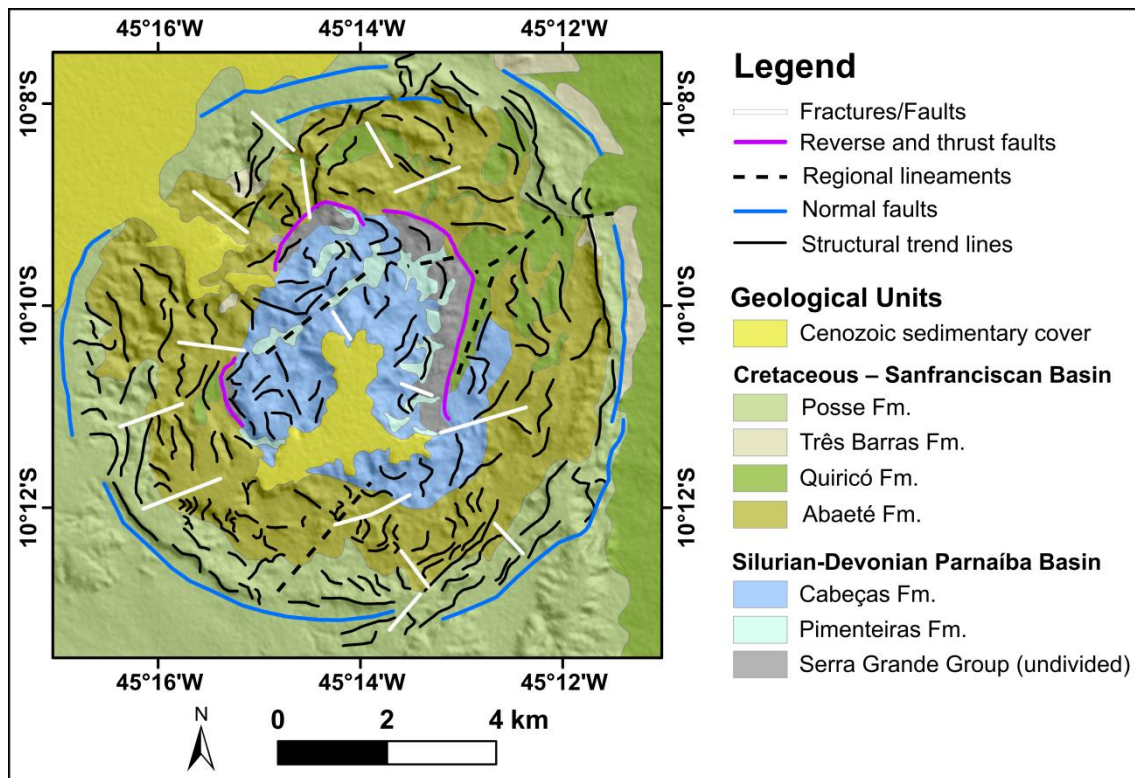 45°16'W 45°14'W 45°12'W
10°8'S 10°8'S
10°10'S 10°10'S
10°12'S 10°12'S
45°16'W 45°14'W 45°12'W
N
0 2 4 km
Legend
Fractures/Faults
Reverse and thrust faults
Regional lineaments
Normal faults
Structural trend lines
Geological Units
Cenozoic sedimentary cover
Cretaceous – Sanfranciscan Basin
Posse Fm.
Três Barras Fm.
Quiricó Fm.
Abaeté Fm.
Silurian-Devonian Parnaíba Basin
Cabeças Fm.
Pimenteiras Fm.
Serra Grande Group (undivided)